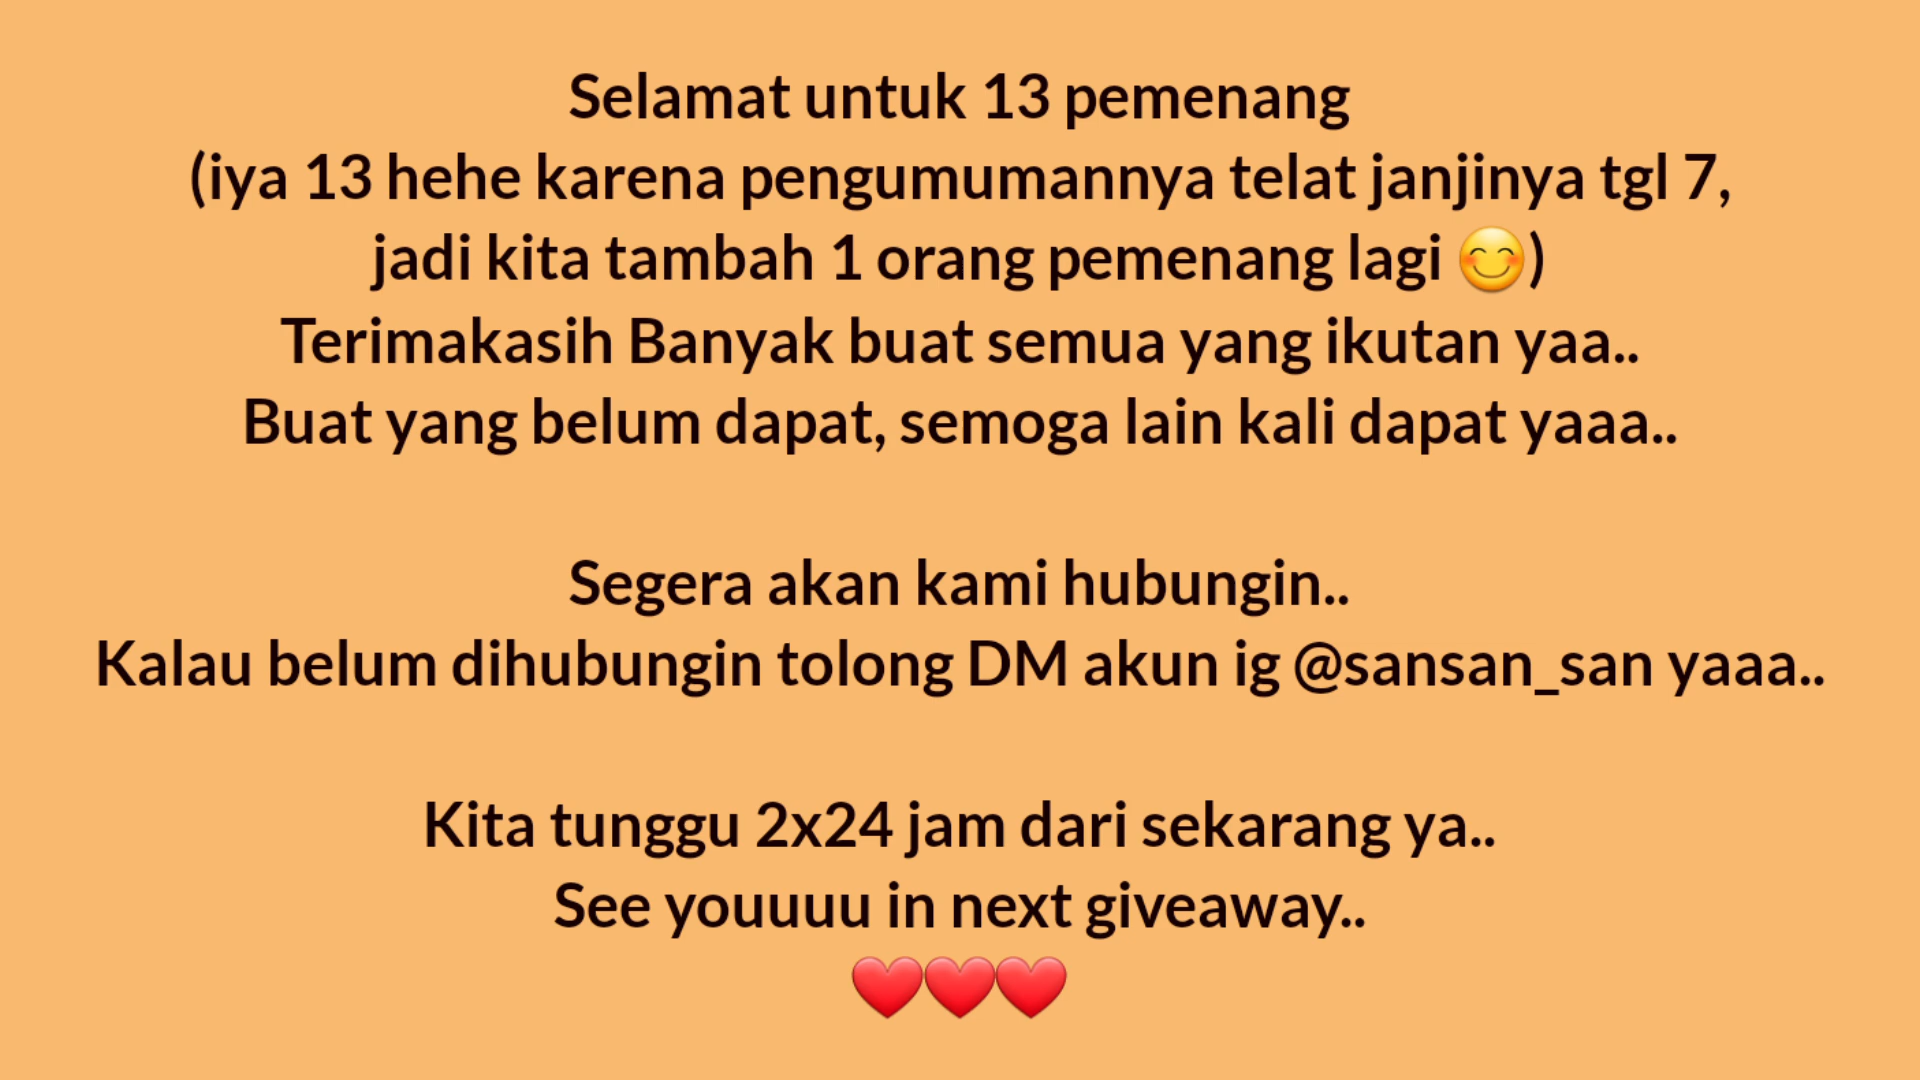 Selamat untuk 13 pemenang
(iya 13 hehe karena pengumumannya telat janjinya tgl 7,
jadi kita tambah 1 orang pemenang lagi 😊)
Terimakasih Banyak buat semua yang ikutan yaa..
Buat yang belum dapat, semoga lain kali dapat yaaa..
Segera akan kami hubungin..
Kalau belum dihubungin tolong DM akun ig @sansan_san yaaa..
Kita tunggu 2x24 jam dari sekarang ya..
See youuuu in next giveaway..
❤️❤️❤️